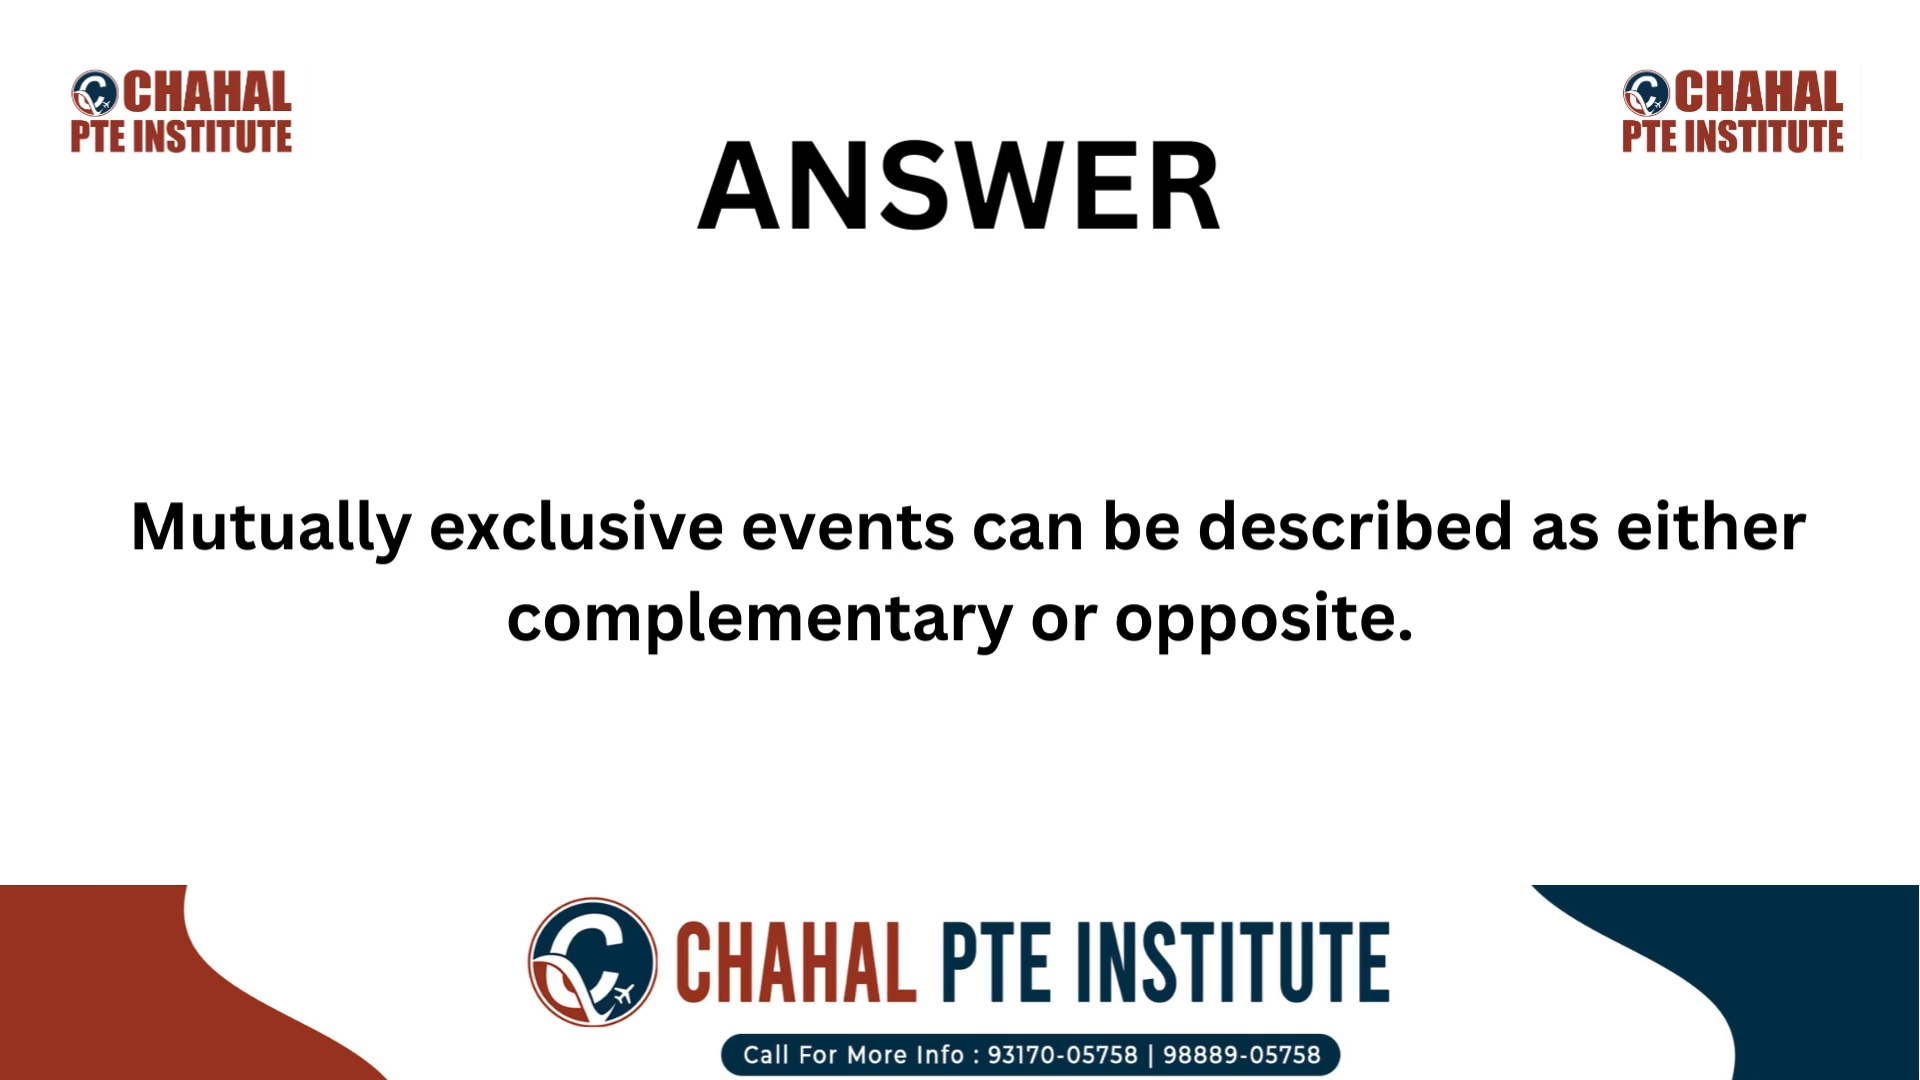 CHAHAL
PTE INSTITUTE
CHAHAL
PTE INSTITUTE
ANSWER
Mutually exclusive events can be described as either
complementary or opposite.
CHAHAL PTE INSTITUTE
Call For More Info : 93170-05758 | 98889-05758